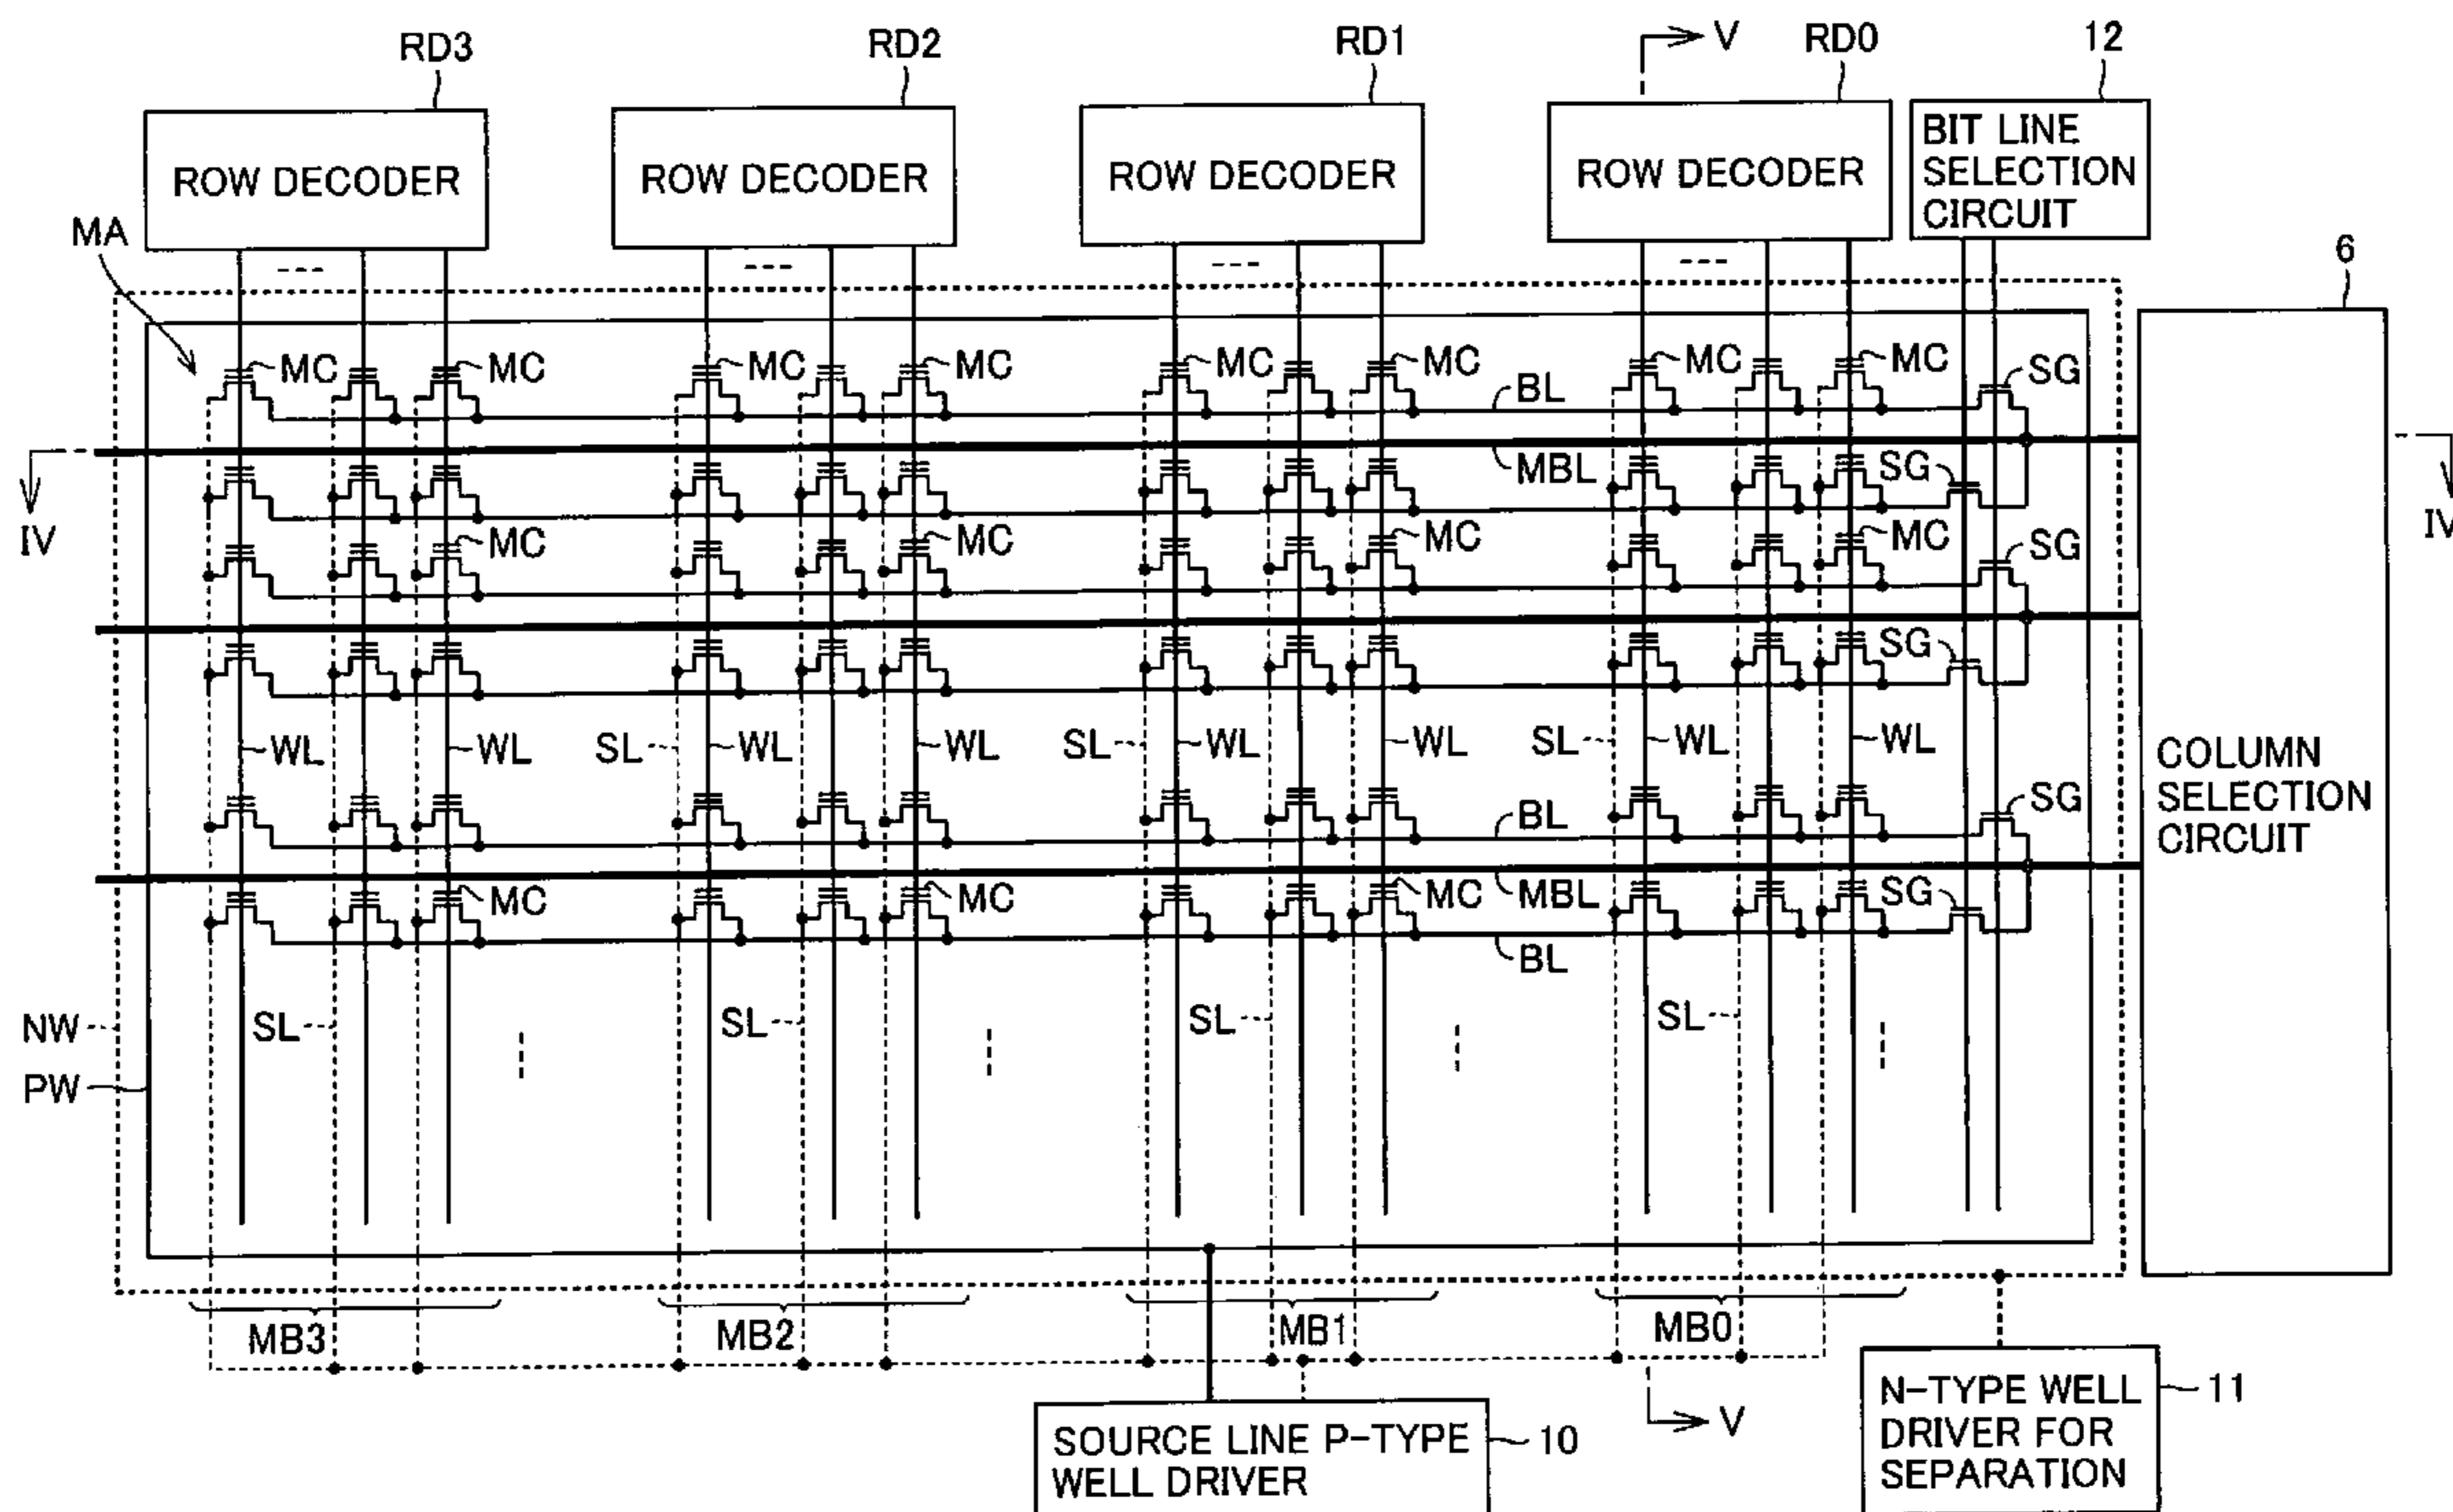 RD3 RD2 RD1 V RD0 12
ROW DECODER ROW DECODER ROW DECODER ROW DECODER BIT LINE
SELECTION
CIRCUIT
MA
6
MC MC MC MC MC MC MC MC SG
BL
MBL SG
IV IV
MC MC MC MC SG
SG
WL WL SL WL WL SL WL WL SL WL WL
COLUMN
SELECTION
CIRCUIT
BL SG
MC MC MC MBL SG
BL
NW SL SL SL SL
PW
MB3 MB2 MB1 MB0
SOURCE LINE P-TYPE
WELL DRIVER
10
V
N-TYPE WELL
DRIVER FOR
SEPARATION
11